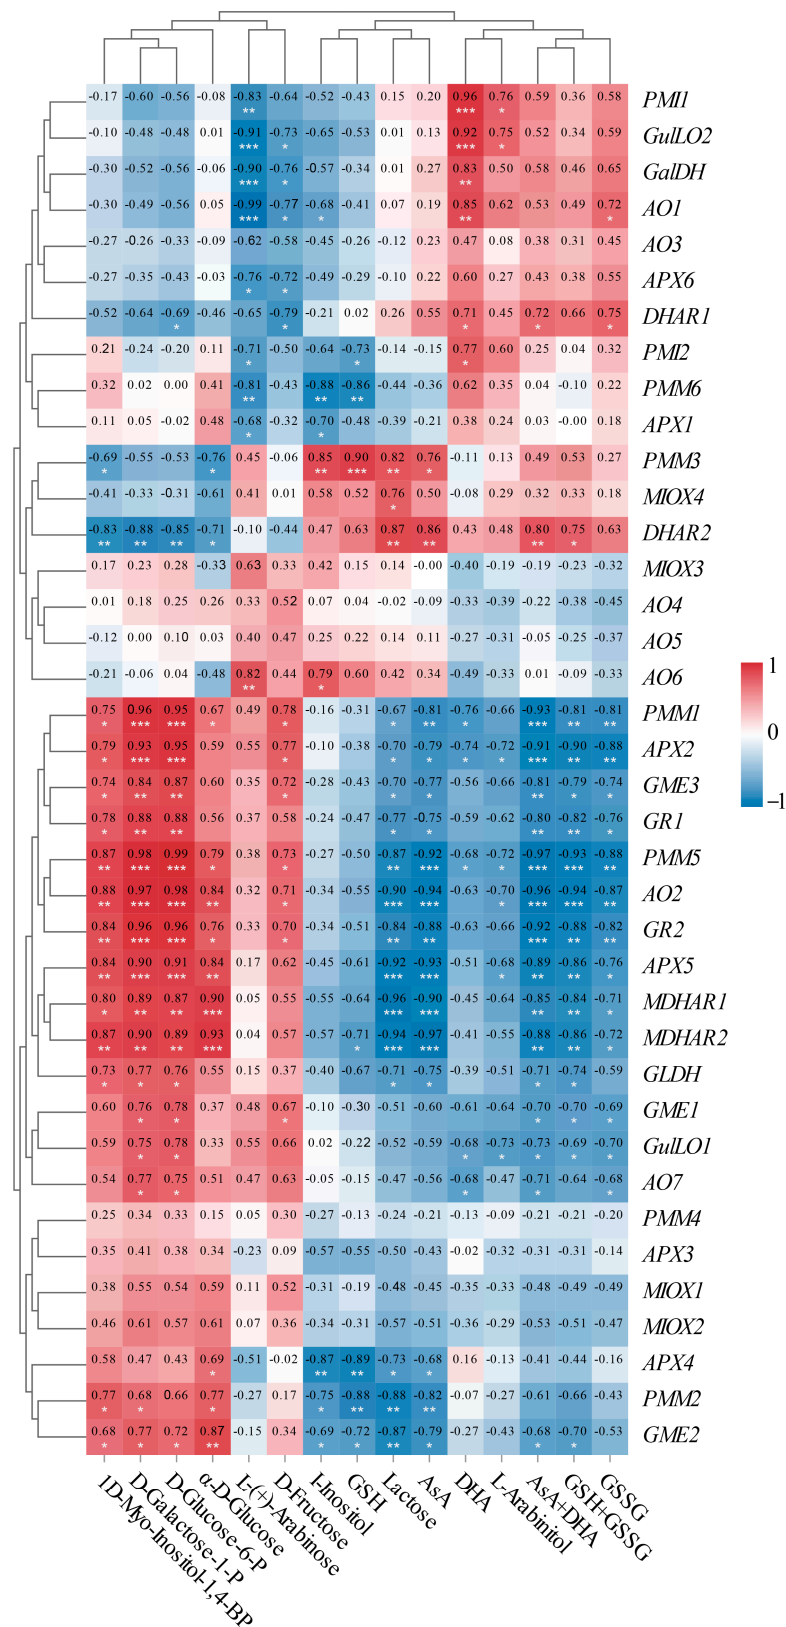 -0.17 -0.60 -0.56 -0.08 -0.83 -0.64 -0.52 -0.43 0.15 0.20 0.96 0.76 0.59 0.36 0.58 PMI1
** *** *
-0.10 -0.48 -0.48 0.01 -0.91 -0.73 -0.65 -0.53 0.01 0.13 0.92 0.75 0.52 0.34 0.59 GulLO2
*** * *** *
-0.30 -0.52 -0.56 -0.06 -0.90 -0.76 -0.57 -0.34 0.01 0.27 0.83 0.50 0.58 0.46 0.65 GalDH
*** * **
-0.30 -0.49 -0.56 0.05 -0.99 -0.77 -0.68 -0.41 0.07 0.19 0.85 0.62 0.53 0.49 0.72 AO1
*** * * ** *
-0.27 -0.26 -0.33 -0.09 -0.62 -0.58 -0.45 -0.26 -0.12 0.23 0.47 0.08 0.38 0.31 0.45 AO3
-0.27 -0.35 -0.43 -0.03 -0.76 -0.72 -0.49 -0.29 -0.10 0.22 0.60 0.27 0.43 0.38 0.55 APX6
* *
-0.52 -0.64 -0.69 -0.46 -0.65 -0.79 -0.21 0.02 0.26 0.55 0.71 0.45 0.72 0.66 0.75 DHAR1
* * * * *
0.21 -0.24 -0.20 0.11 -0.71 -0.50 -0.64 -0.73 -0.14 -0.15 0.77 0.60 0.25 0.04 0.32 PMI2
* * *
0.32 0.02 0.00 0.41 -0.81 -0.43 -0.88 -0.86 -0.44 -0.36 0.62 0.35 0.04 -0.10 0.22 PMM6
** ** **
0.11 0.05 -0.02 0.48 -0.68 -0.32 -0.70 -0.48 -0.39 -0.21 0.38 0.24 0.03 -0.00 0.18 APX1
* *
-0.69 -0.55 -0.53 -0.76 0.45 -0.06 0.85 0.90 0.82 0.76 -0.11 0.13 0.49 0.53 0.27 PMM3
* * ** *** ** *
-0.41 -0.33 -0.31 -0.61 0.41 0.01 0.58 0.52 0.76 0.50 -0.08 0.29 0.32 0.33 0.18 MIOX4
*
-0.83 -0.88 -0.85 -0.71 -0.10 -0.44 0.47 0.63 0.87 0.86 0.43 0.48 0.80 0.75 0.63 DHAR2
** ** ** * ** ** ** *
0.17 0.23 0.28 -0.33 0.63 0.33 0.42 0.15 0.14 -0.00 -0.40 -0.19 -0.19 -0.23 -0.32 MIOX3
0.01 0.18 0.25 0.26 0.33 0.52 0.07 0.04 -0.02 -0.09 -0.33 -0.39 -0.22 -0.38 -0.45 AO4
-0.12 0.00 0.10 0.03 0.40 0.47 0.25 0.22 0.14 0.11 -0.27 -0.31 -0.05 -0.25 -0.37 AO5
-0.21 -0.06 0.04 -0.48 0.82 0.44 0.79 0.60 0.42 0.34 -0.49 -0.33 0.01 -0.09 -0.33 AO6
** *
1
0
−1
0.75 0.96 0.95 0.67 0.49 0.78 -0.16 -0.31 -0.67 -0.81 -0.76 -0.66 -0.93 -0.81 -0.81 PMM1
* *** *** * * * ** * *** ** **
0.79 0.93 0.95 0.59 0.55 0.77 -0.10 -0.38 -0.70 -0.79 -0.74 -0.72 -0.91 -0.90 -0.88 APX2
* *** *** * * * * * *** *** **
0.74 0.84 0.87 0.60 0.35 0.72 -0.28 -0.43 -0.70 -0.77 -0.56 -0.66 -0.81 -0.79 -0.74 GME3
* ** ** * * * ** * *
0.78 0.88 0.88 0.56 0.37 0.58 -0.24 -0.47 -0.77 -0.75 -0.59 -0.62 -0.80 -0.82 -0.76 GR1
* ** ** * * ** ** *
0.87 0.98 0.99 0.79 0.38 0.73 -0.27 -0.50 -0.87 -0.92 -0.68 -0.72 -0.97 -0.93 -0.88 PMM5
** *** *** * * ** *** * * *** *** **
0.88 0.97 0.98 0.84 0.32 0.71 -0.34 -0.55 -0.90 -0.94 -0.63 -0.70 -0.96 -0.94 -0.87 AO2
** *** *** ** * *** *** * *** *** **
0.84 0.96 0.96 0.76 0.33 0.70 -0.34 -0.51 -0.84 -0.88 -0.63 -0.66 -0.92 -0.88 -0.82 GR2
** *** *** * * ** ** *** ** **
0.84 0.90 0.91 0.84 0.17 0.62 -0.45 -0.61 -0.92 -0.93 -0.51 -0.68 -0.89 -0.86 -0.76 APX5
** *** *** ** *** *** * ** ** *
0.80 0.89 0.87 0.90 0.05 0.55 -0.55 -0.64 -0.96 -0.90 -0.45 -0.64 -0.85 -0.84 -0.71 MDHAR1
* ** ** *** *** *** ** ** *
0.87 0.90 0.89 0.93 0.04 0.57 -0.57 -0.71 -0.94 -0.97 -0.41 -0.55 -0.88 -0.86 -0.72 MDHAR2
** ** ** *** * *** *** ** ** *
0.73 0.77 0.76 0.55 0.15 0.37 -0.40 -0.67 -0.71 -0.75 -0.39 -0.51 -0.71 -0.74 -0.59 GLDH
* * * * * * *
0.60 0.76 0.78 0.37 0.48 0.67 -0.10 -0.30 -0.51 -0.60 -0.61 -0.64 -0.70 -0.70 -0.69 GME1
* * * * * *
0.59 0.75 0.78 0.33 0.55 0.66 0.02 -0.22 -0.52 -0.59 -0.68 -0.73 -0.73 -0.69 -0.70 GulLO1
* * * * * * *
0.54 0.77 0.75 0.51 0.47 0.63 -0.05 -0.15 -0.47 -0.56 -0.68 -0.47 -0.71 -0.64 -0.68 AO7
* * * * *
0.25 0.34 0.33 0.15 0.05 0.30 -0.27 -0.13 -0.24 -0.21 -0.13 -0.09 -0.21 -0.21 -0.20 PMM4
0.35 0.41 0.38 0.34 -0.23 0.09 -0.57 -0.55 -0.50 -0.43 -0.02 -0.32 -0.31 -0.31 -0.14 APX3
0.38 0.55 0.54 0.59 0.11 0.52 -0.31 -0.19 -0.48 -0.45 -0.35 -0.33 -0.48 -0.49 -0.49 MIOX1
0.46 0.61 0.57 0.61 0.07 0.36 -0.34 -0.31 -0.57 -0.51 -0.36 -0.29 -0.53 -0.51 -0.47 MIOX2
0.58 0.47 0.43 0.69 -0.51 -0.02 -0.87 -0.89 -0.73 -0.68 0.16 -0.13 -0.41 -0.44 -0.16 APX4
* ** ** * *
0.77 0.68 0.66 0.77 -0.27 0.17 -0.75 -0.88 -0.88 -0.82 -0.07 -0.27 -0.61 -0.66 -0.43 PMM2
* * * * ** ** **
0.68 0.77 0.72 0.87 -0.15 0.34 -0.69 -0.72 -0.87 -0.79 -0.27 -0.43 -0.68 -0.70 -0.53 GME2
* * * ** * * ** * * *
1D-Myo-Inositol-1,4-BP
D-Galactose-1-P
D-Glucose-6-P
α-D-Glucose
L-(+)-Arabinose
D-Fructose
I-Inositol
GSH
Lactose
AsA
DHA
L-Arabinitol
AsA+DHA
GSH+GSSG
GSSG